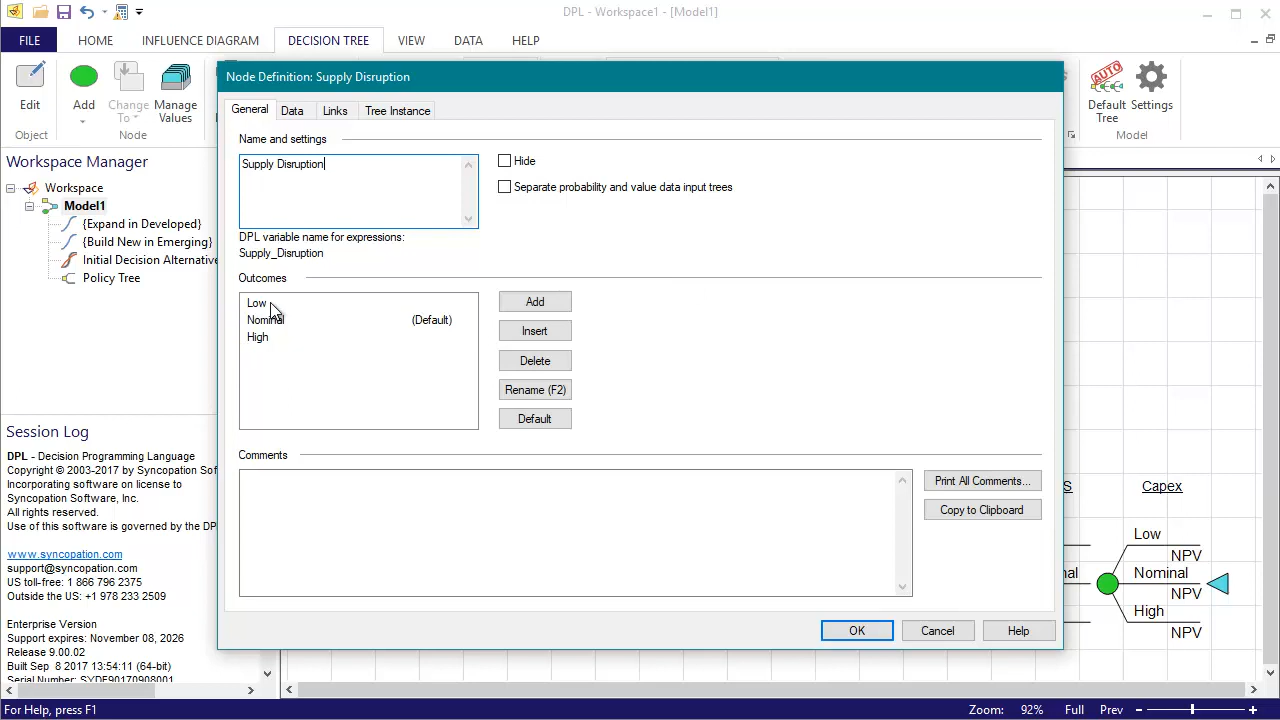 DPL - Workspace1 - [Model1]
FILE
HOME
INFLUENCE DIAGRAM
DECISION TREE
VIEW
DATA
HELP
Edit
Add
Change To
Manage Values
Default Tree
Settings
Object
Node
Model
Workspace Manager
Workspace
Model1
{Expand in Developed}
{Build New in Emerging}
Initial Decision Alternative
Policy Tree
Session Log
DPL - Decision Programming Language
Copyright © 2003-2017 by Syncopation Sof
Incorporating software on license to
Syncopation Software, Inc.
All rights reserved.
Use of this software is governed by the DPL
www.syncopation.com
support@syncopation.com
US toll-free: 1 866 796 2375
Outside the US: +1 978 233 2509
Enterprise Version
Support expires: November 08, 2026
Release 9.00.02
Built Sep 8 2017 13:54:11 (64-bit)
Serial Number: SYDE90170908001
Node Definition: Supply Disruption
General
Data
Links
Tree Instance
Name and settings
Supply Disruption
Hide
Separate probability and value data input trees
DPL variable name for expressions:
Supply_Disruption
Outcomes
Low
Nominal (Default)
High
Add
Insert
Delete
Rename (F2)
Default
Comments
Print All Comments...
Copy to Clipboard
OK
Cancel
Help
S
Capex
Low
NPV
nal
Nominal
NPV
High
NPV
For Help, press F1
Zoom: 92% Full Prev